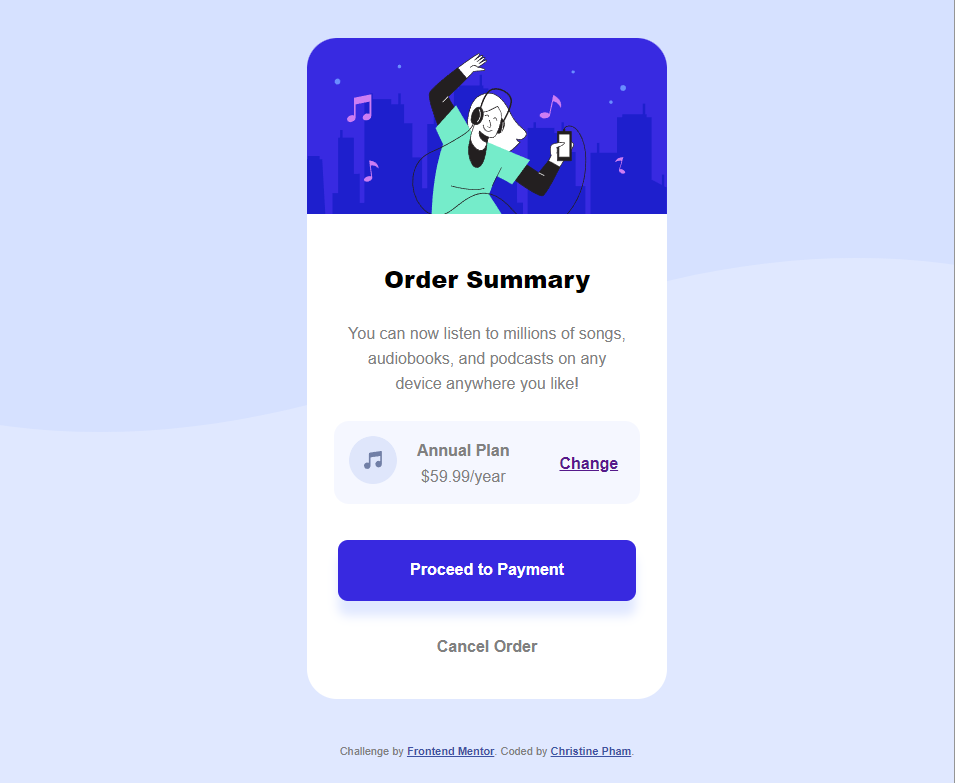 Order Summary
You can now listen to millions of songs,
audiobooks, and podcasts on any
device anywhere you like!
Annual Plan
$59.99/year
Change
Proceed to Payment
Cancel Order
Challenge by Frontend Mentor. Coded by Christine Pham.